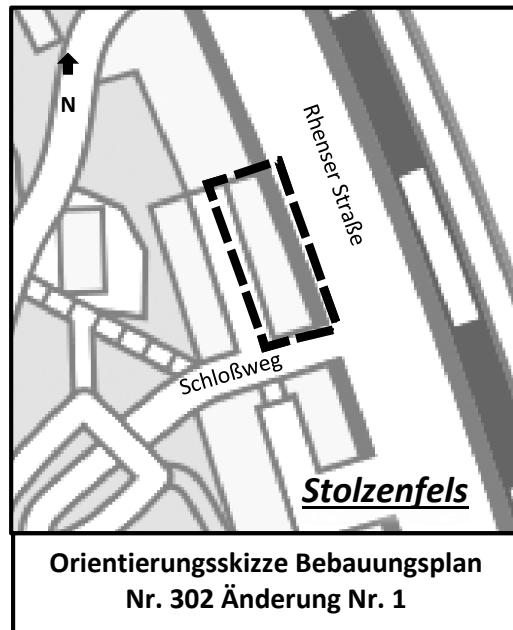 N
Rhenser Straße
Schloßweg
Stolzenfels
Orientierungsskizze Bebauungsplan
Nr. 302 Änderung Nr. 1